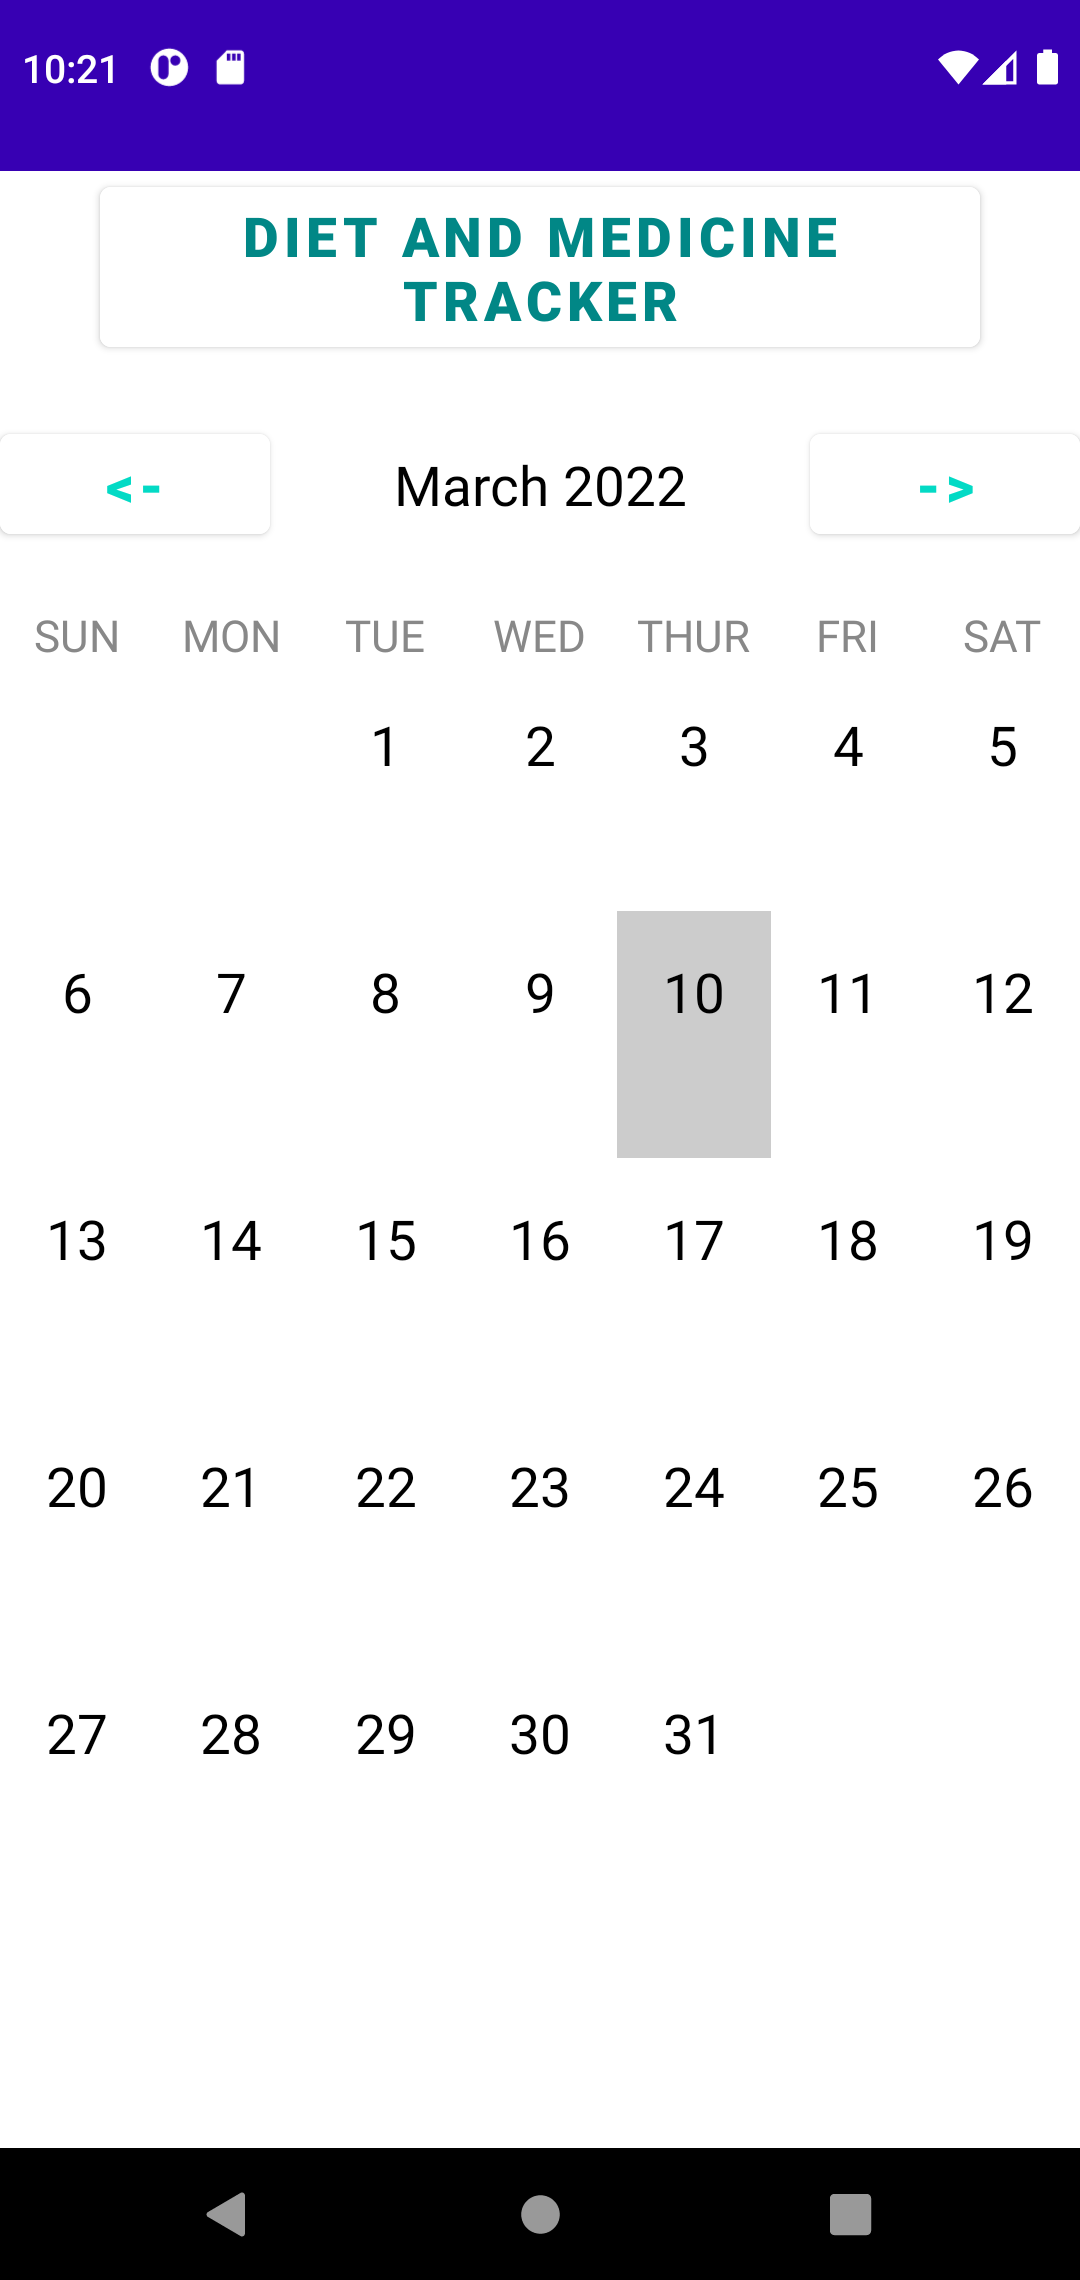 10:21
DIET AND MEDICINE
TRACKER
<- March 2022 ->
SUN MON TUE WED THUR FRI SAT
1 2 3 4 5
6 7 8 9 10 11 12
13 14 15 16 17 18 19
20 21 22 23 24 25 26
27 28 29 30 31